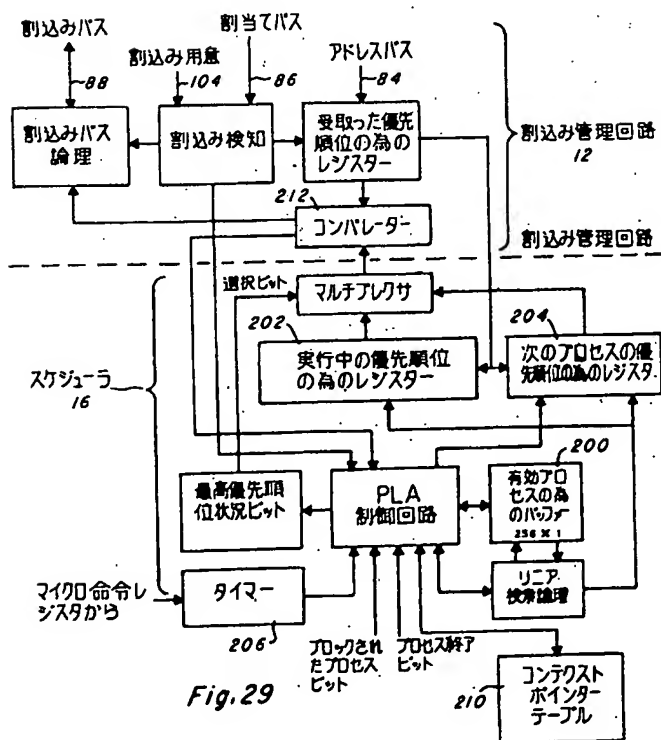 割込みバス
割込み用意
割当てバス
アドレスバス
88
104
86
84
割込みバス
論理
割込み検知
受取った優先
順位の為の
レジスター
割込み管理回路
12
212
コンパレーター
割込み管理回路
選択ビット
マルチプレクサ
202
204
スケジューラ
16
実行中の優先順位
の為のレジスター
次のプロセスの優
先順位の為のレジスタ
200
最高優先順
位状況ビット
PLA
制御回路
有効プロ
セスの為
のバッファ
256 × 1
マイクロ命令レ
ジスタから
タイマー
リニア
検索論理
206
ブロックされ
たプロセス
ビット
プロセス終了
ビット
Fig.29
210
コンテクスト
ポインター
テーブル